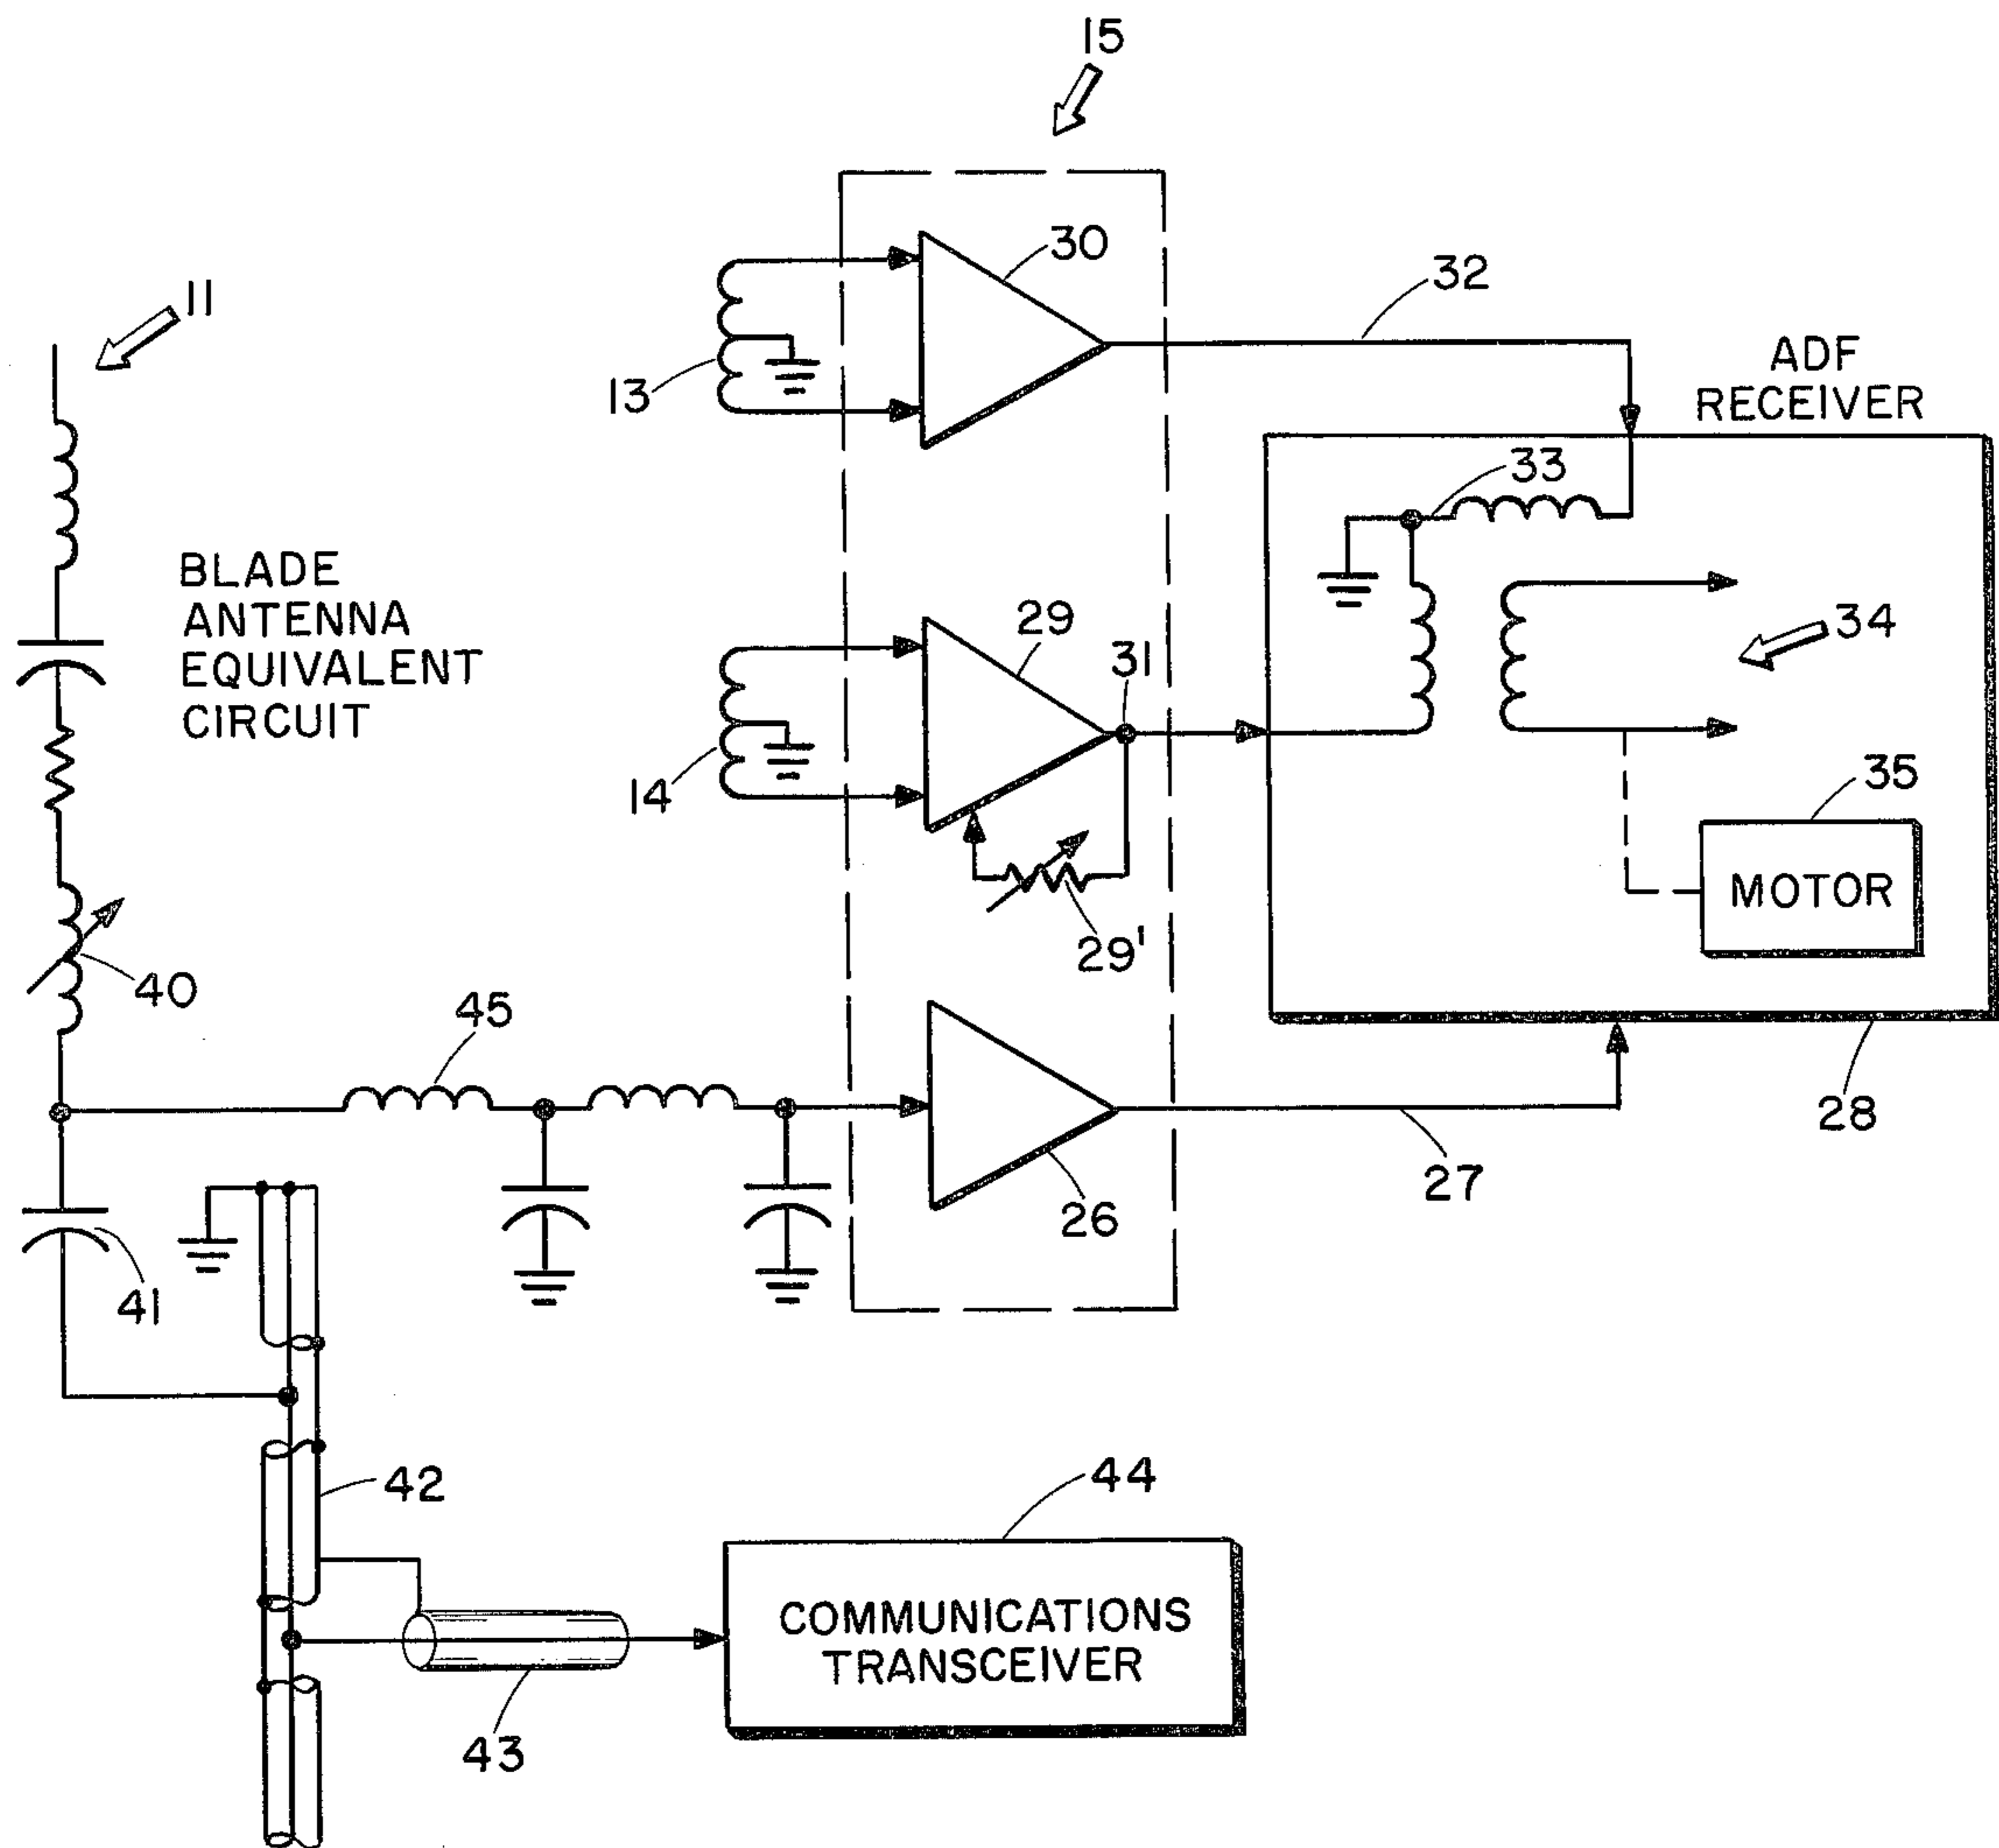 15
30
32
11
ADF
RECEIVER
13
33
BLADE
ANTENNA
EQUIVALENT
CIRCUIT
29
31
34
14
35
MOTOR
29'
40
45
28
27
26
41
42
44
COMMUNICATIONS
TRANSCEIVER
43